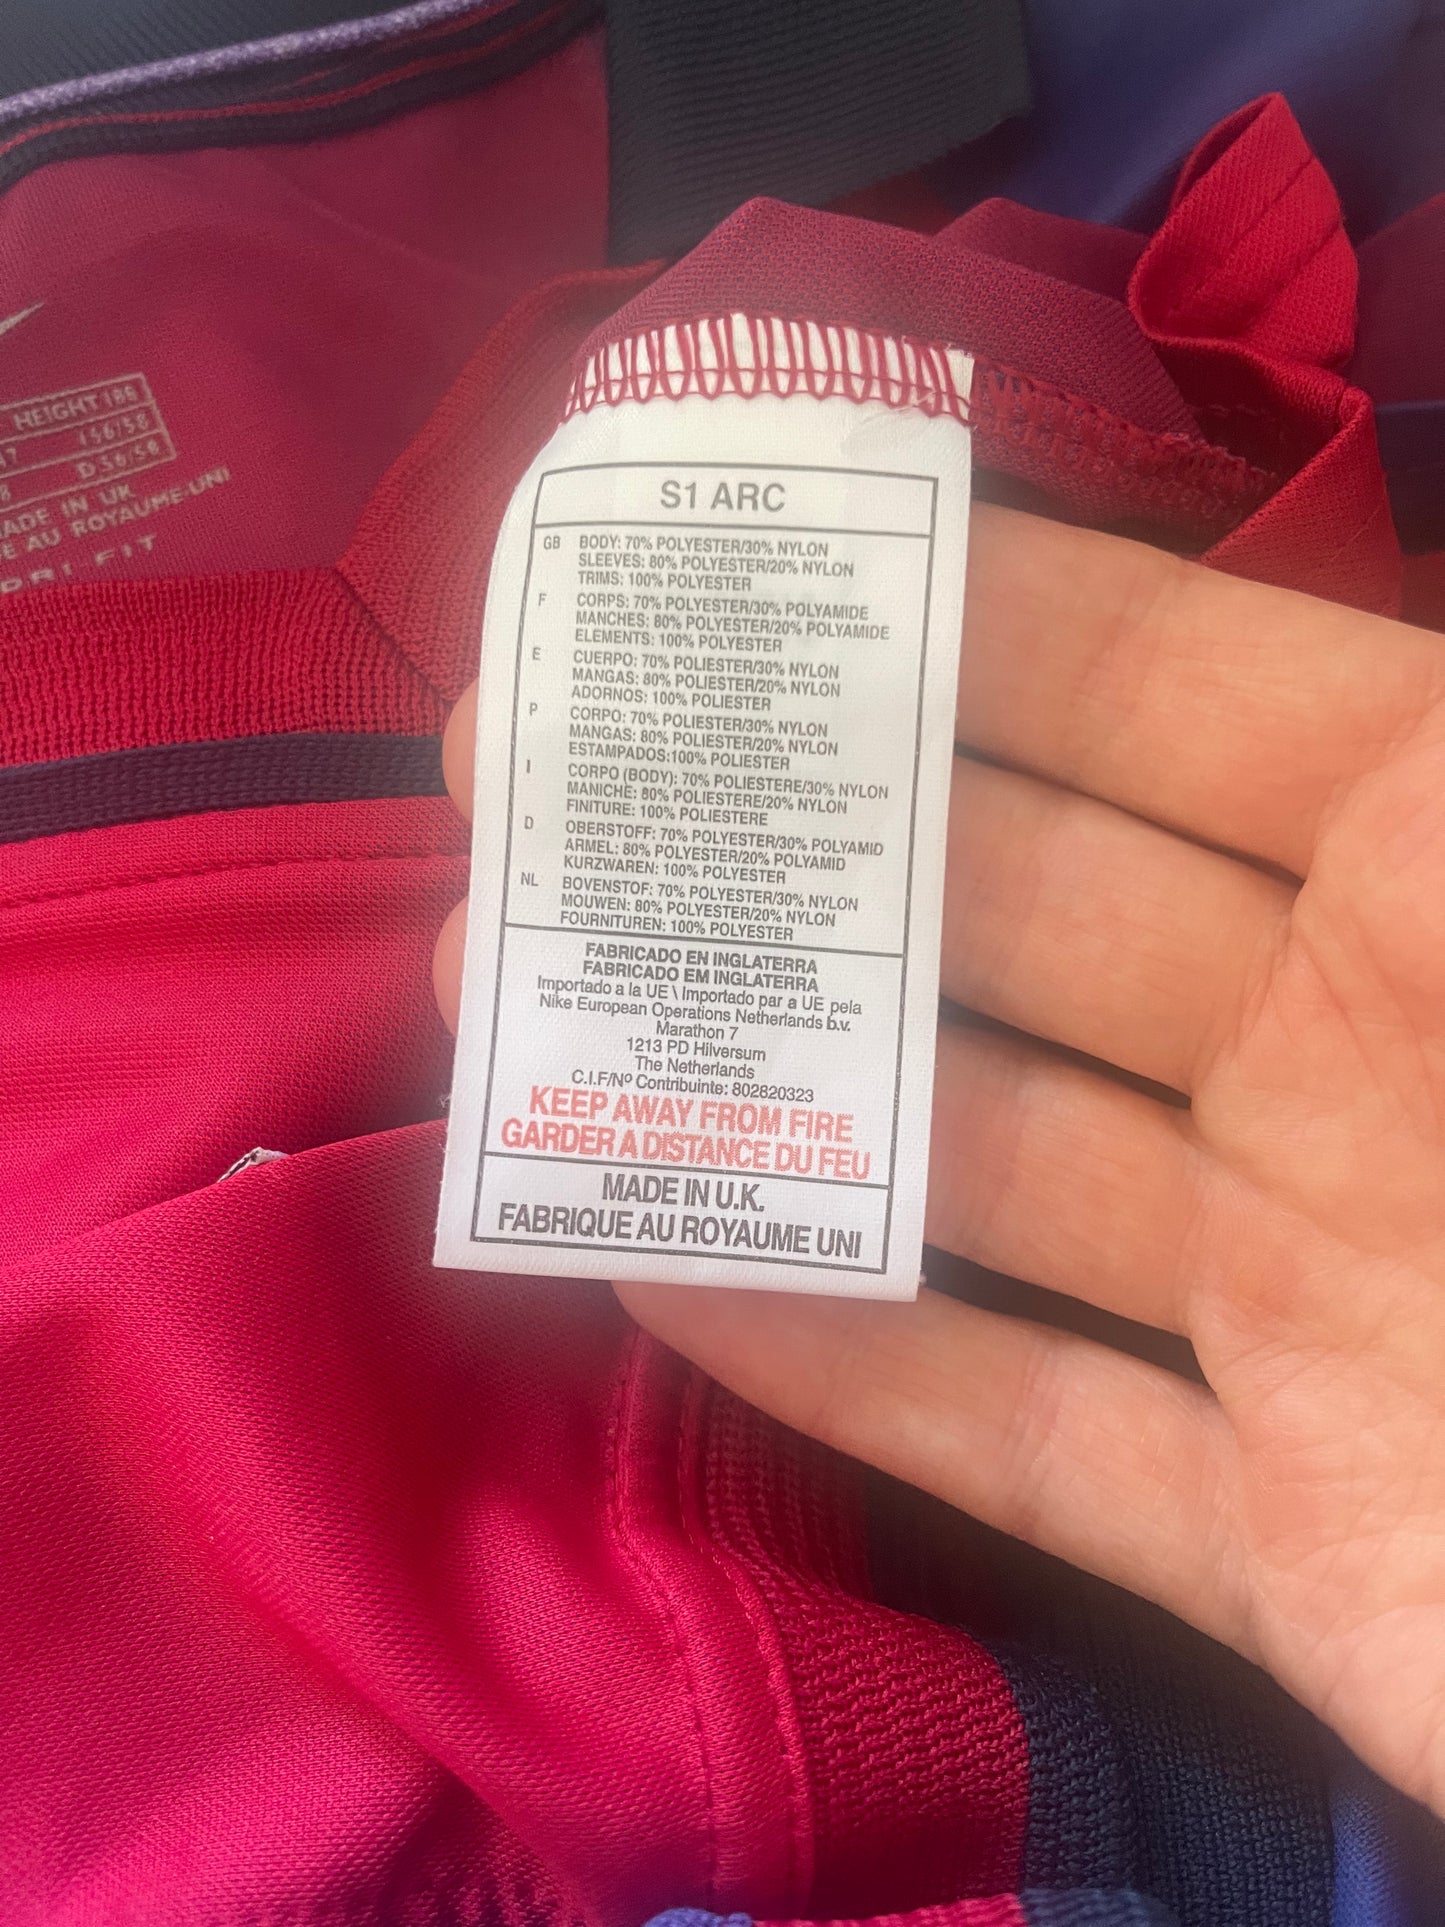 HEIGHT 188
156/58
D 56/58
MADE IN UK
AU ROYAUME-UNI
DRI FIT
S1 ARC
GB BODY: 70% POLYESTER/30% NYLON
SLEEVES: 80% POLYESTER/20% NYLON
TRIMS: 100% POLYESTER
F CORPS: 70% POLYESTER/30% POLYAMIDE
MANCHES: 80% POLYESTER/20% POLYAMIDE
ELEMENTS: 100% POLYESTER
E CUERPO: 70% POLIESTER/30% NYLON
MANGAS: 80% POLIESTER/20% NYLON
ADORNOS: 100% POLIESTER
P CORPO: 70% POLIESTER/30% NYLON
MANGAS: 80% POLIESTER/20% NYLON
ESTAMPADOS:100% POLIESTER
I CORPO (BODY): 70% POLIESTERE/30% NYLON
MANICHE: 80% POLIESTERE/20% NYLON
FINITURE: 100% POLIESTERE
D OBERSTOFF: 70% POLYESTER/30% POLYAMID
ARMEL: 80% POLYESTER/20% POLYAMID
KURZWAREN: 100% POLYESTER
NL BOVENSTOF: 70% POLYESTER/30% NYLON
MOUWEN: 80% POLYESTER/20% NYLON
FOURNITUREN: 100% POLYESTER
FABRICADO EN INGLATERRA
FABRICADO EM INGLATERRA
Importado a la UE \ Importado par a UE pela
Nike European Operations Netherlands b.v.
Marathon 7
1213 PD Hilversum
The Netherlands
C.I.F/Nº Contribuinte: 802820323
KEEP AWAY FROM FIRE
GARDER A DISTANCE DU FEU
MADE IN U.K.
FABRIQUE AU ROYAUME UNI